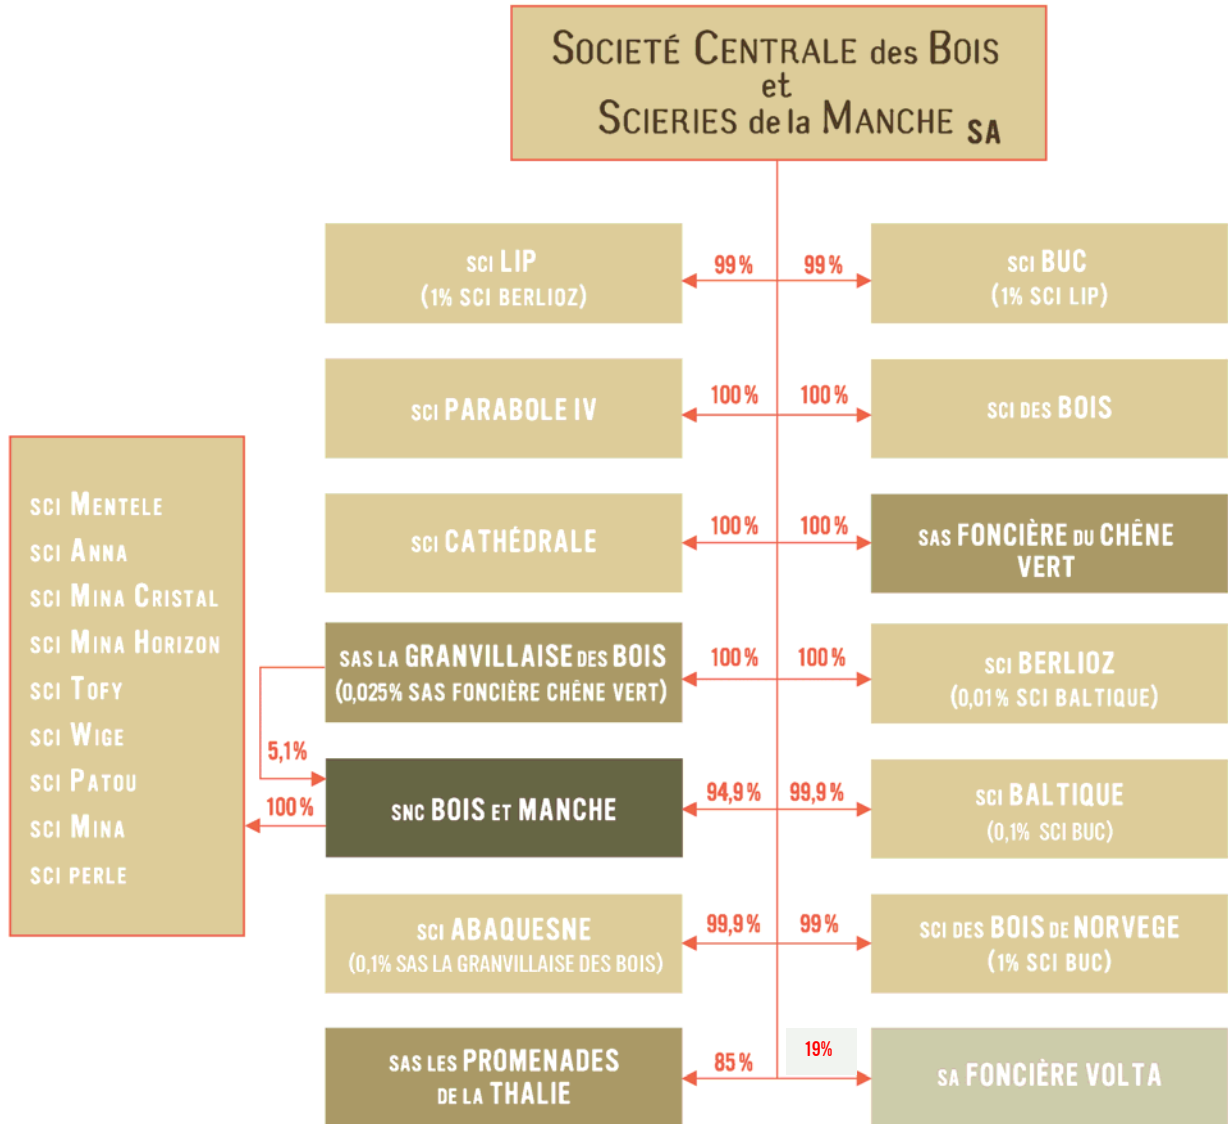 SOCIETÉ CENTRALE des BOIS
et
SCIERIES de la MANCHE SA
SCI LIP
(1% SCI BERLIOZ)
99%
99%
SCI BUC
(1% SCI LIP)
SCI PARABOLE IV
100%
100%
SCI DES BOIS
SCI CATHÉDRALE
100%
100%
SAS FONCIÈRE DU CHÊNE
VERT
SAS LA GRANVILLAISE DES BOIS
(0,025% SAS FONCIÈRE CHÊNE VERT)
100%
100%
SCI BERLIOZ
(0,01% SCI BALTIQUE)
5,1%
100%
SNC BOIS ET MANCHE
94,9%
99,9%
SCI BALTIQUE
(0,1% SCI BUC)
SCI MENTELE
SCI ANNA
SCI MINA CRISTAL
SCI MINA HORIZON
SCI TOFY
SCI WIGE
SCI PATOU
SCI MINA
SCI PERLE
SCI ABAQUESNE
(0,1% SAS LA GRANVILLAISE DES BOIS)
99,9%
99%
SCI DES BOIS DE NORVEGE
(1% SCI BUC)
SAS LES PROMENADES
DE LA THALIE
85%
19%
SA FONCIÈRE VOLTA